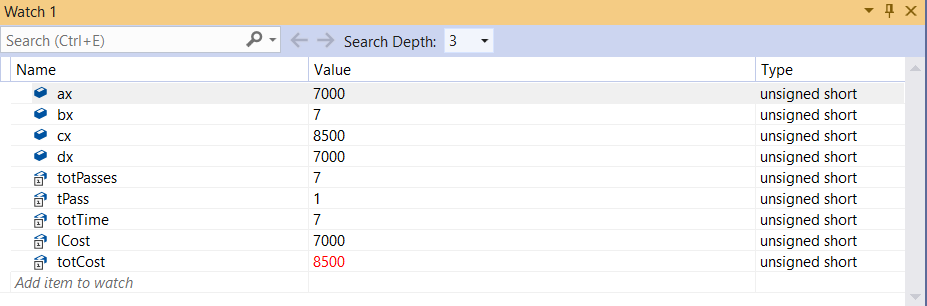 Watch 1
Search (Ctrl+E) Search Depth: 3
Name Value Type
ax 7000 unsigned short
bx 7 unsigned short
cx 8500 unsigned short
dx 7000 unsigned short
totPasses 7 unsigned short
tPass 1 unsigned short
totTime 7 unsigned short
lCost 7000 unsigned short
totCost 8500 unsigned short
Add item to watch